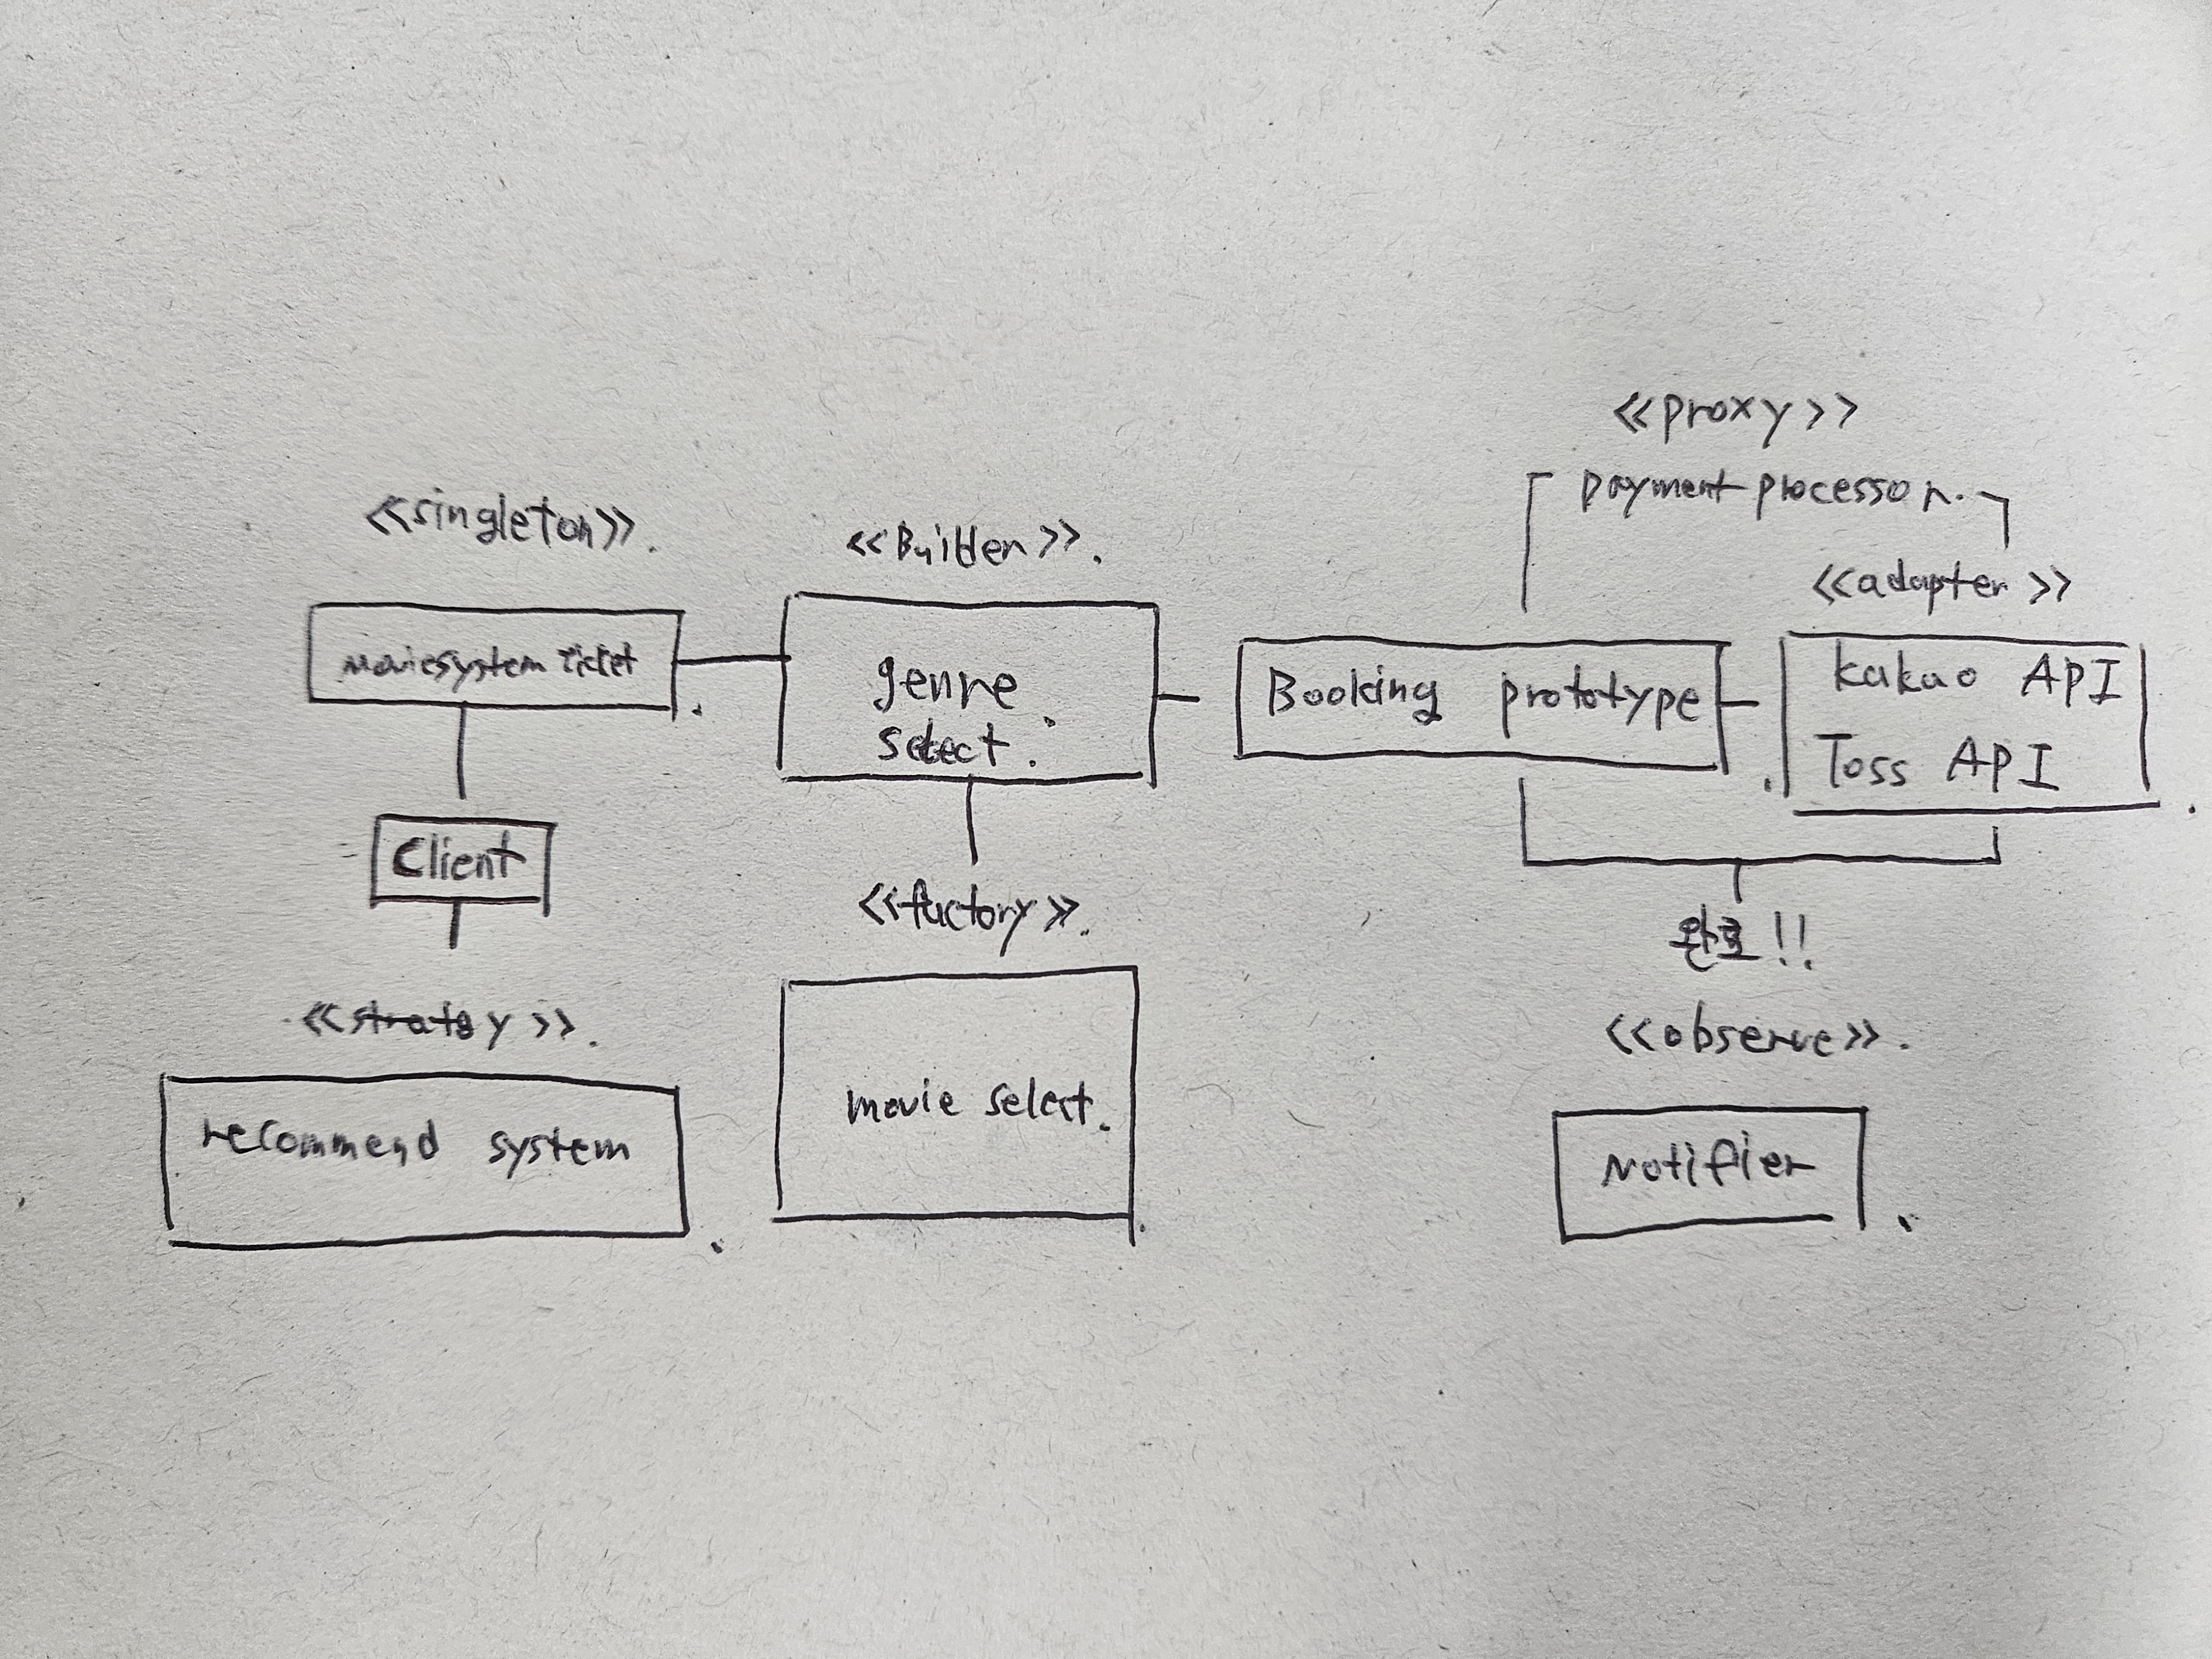 <<singleton>>.
moviesystem ticket
Client
<<strategy>>.
recommend system
<<Builder>>.
genre
select.
<<factory>>.
movie select.
<<proxy>>
payment processor.
Booking prototype
<<adapter>>
kakao API
Toss API
완료!!
<<observe>>.
Notifier